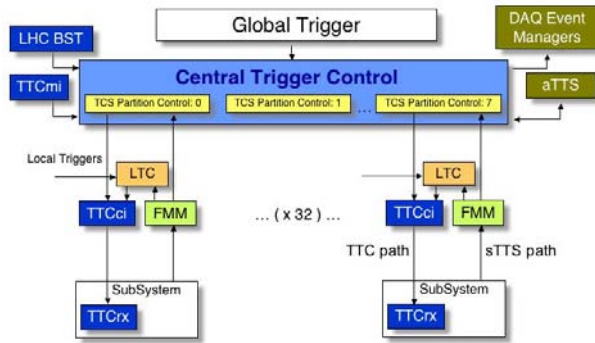 Global Trigger
LHC BST
DAQ Event
Managers
Central Trigger Control
TTCmi
aTTS
TCS Partition Control: 0
TCS Partition Control: 1
...
TCS Partition Control: 7
Local Triggers
LTC
LTC
TTCci
FMM
... ( x 32) ...
TTCci
FMM
TTC path
sTTS path
SubSystem
SubSystem
TTCrx
TTCrx